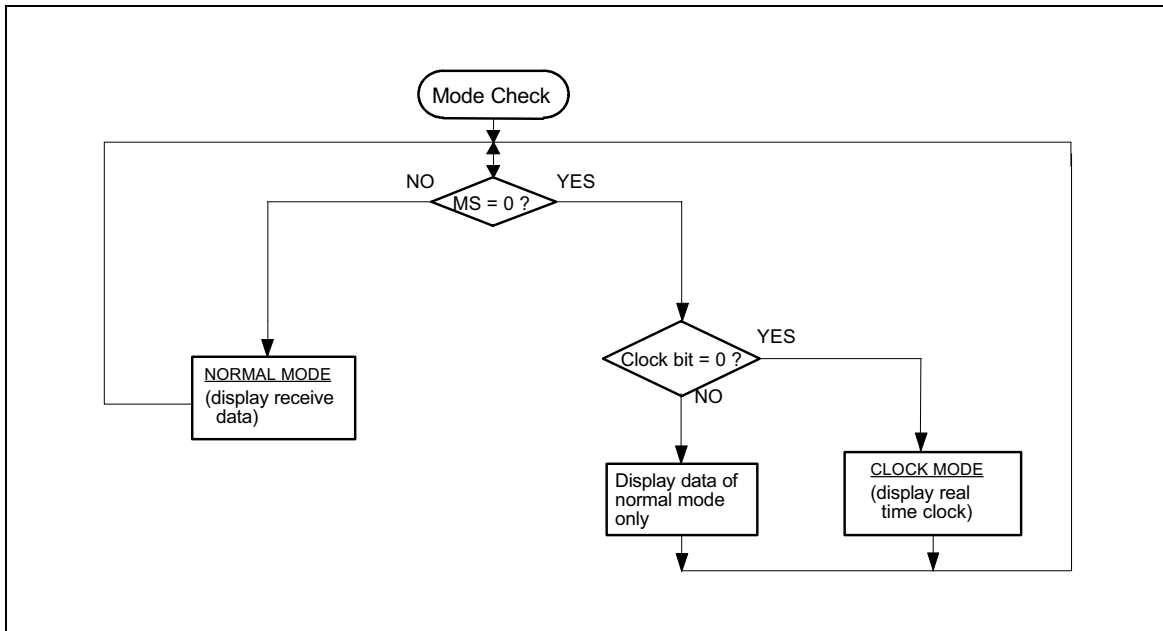 Mode Check
NO
YES
MS = 0 ?
NORMAL MODE
(display receive
data)
Clock bit = 0 ?
YES
NO
Display data of
normal mode
only
CLOCK MODE
(display real
time clock)